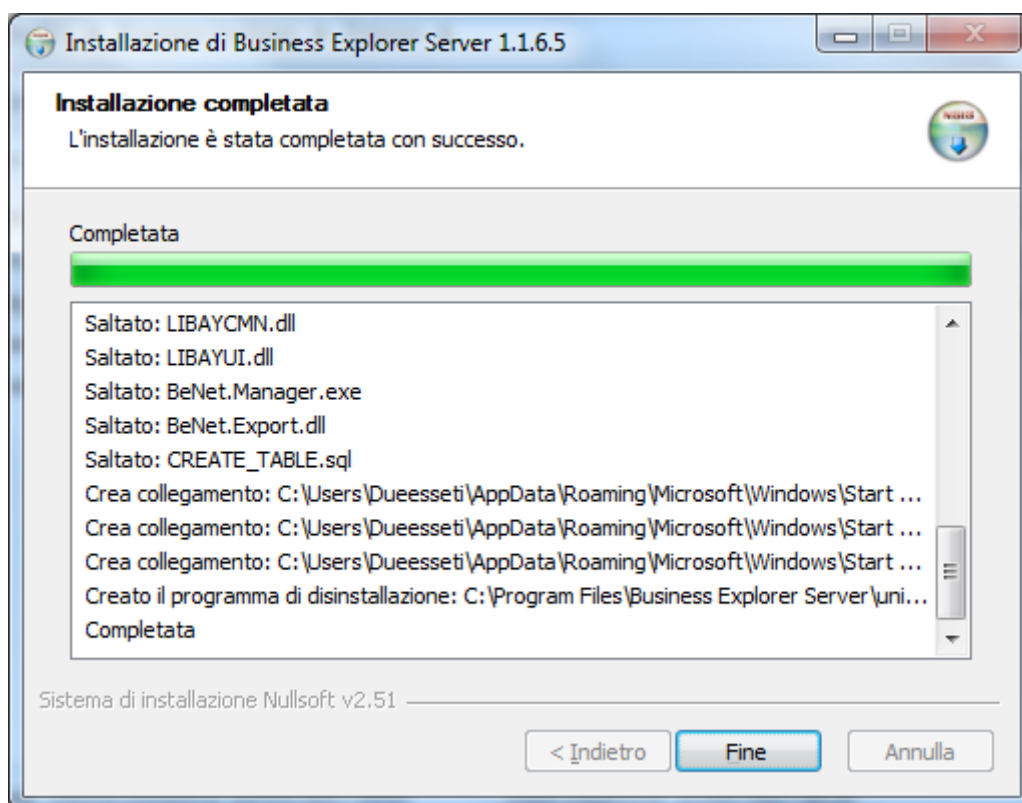 Installazione di Business Explorer Server 1.1.6.5
Installazione completata
L'installazione è stata completata con successo.
Completata
Saltato: LIBAYCMN.dll
Saltato: LIBAYUI.dll
Saltato: BeNet.Manager.exe
Saltato: BeNet.Export.dll
Saltato: CREATE_TABLE.sql
Crea collegamento: C:\Users\Dueesseti\AppData\Roaming\Microsoft\Windows\Start ...
Crea collegamento: C:\Users\Dueesseti\AppData\Roaming\Microsoft\Windows\Start ...
Crea collegamento: C:\Users\Dueesseti\AppData\Roaming\Microsoft\Windows\Start ...
Creato il programma di disinstallazione: C:\Program Files\Business Explorer Server\uni...
Completata
Sistema di installazione Nullsoft v2.51
< Indietro
Fine
Annulla